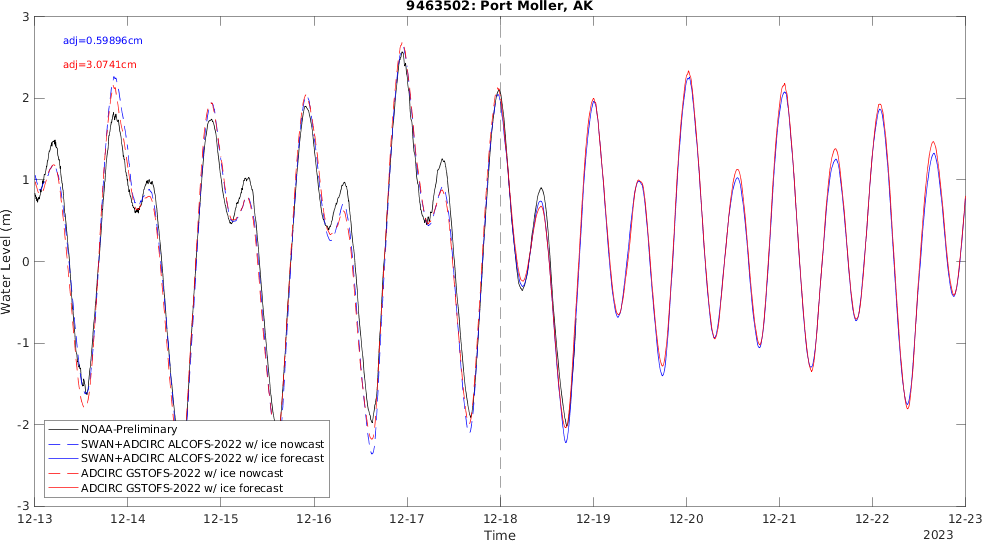 9463502: Port Moller, AK
adj=0.59896cm
adj=3.0741cm
Water Level (m)
3
2
1
0
-1
-2
-3
NOAA-Preliminary
SWAN+ADCIRC ALCOFS-2022 w/ ice nowcast
SWAN+ADCIRC ALCOFS-2022 w/ ice forecast
ADCIRC GSTOFS-2022 w/ ice nowcast
ADCIRC GSTOFS-2022 w/ ice forecast
12-13 12-14 12-15 12-16 12-17 12-18 12-19 12-20 12-21 12-22 12-23
Time
2023